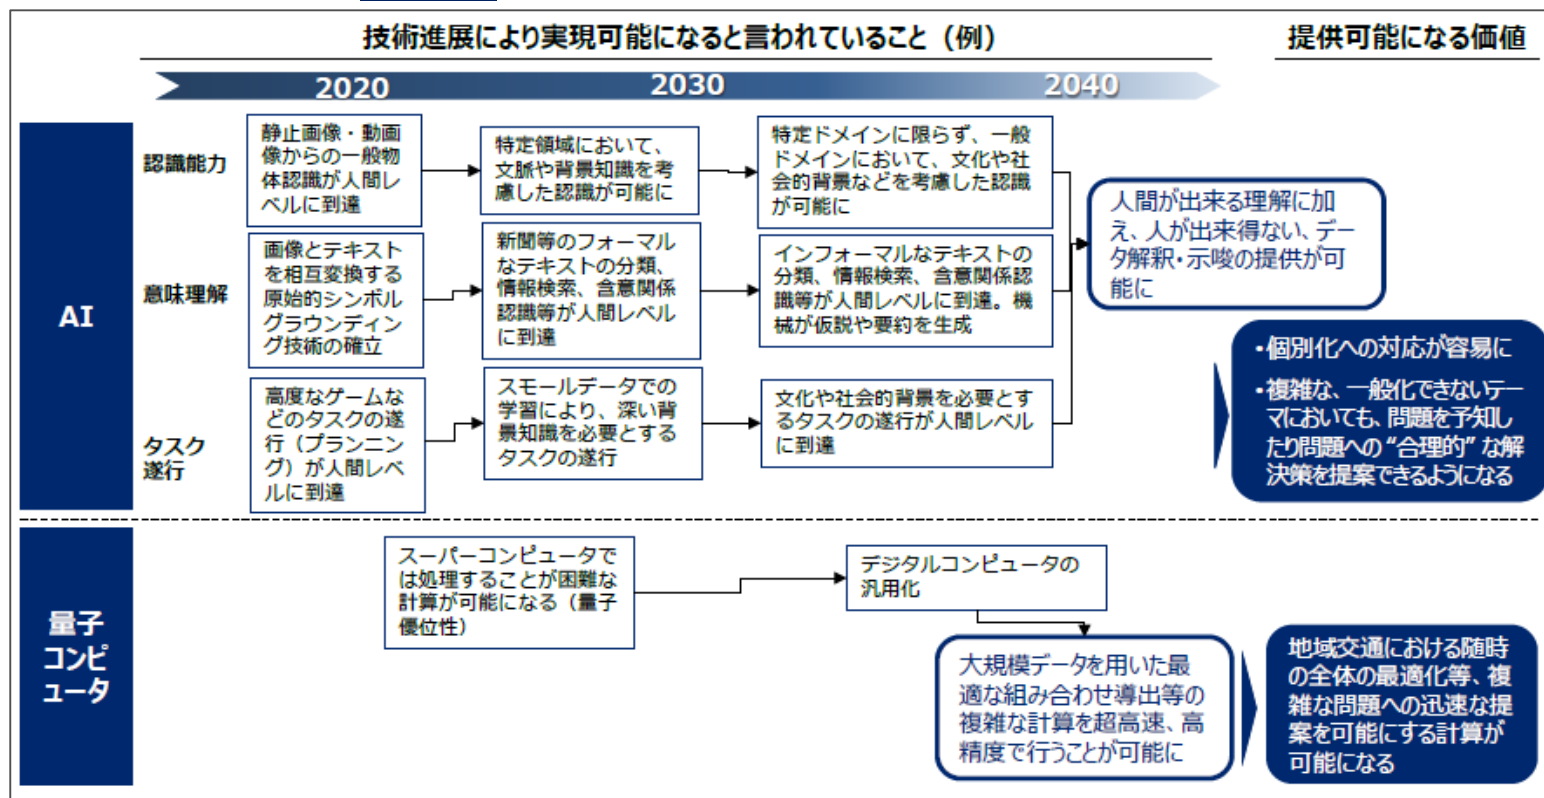 技術進展により実現可能になると言われていること（例）
提供可能になる価値
2020
2030
2040
AI
認識能力
静止画像・動画
像からの一般物
体認識が人間レ
ベルに到達
特定領域において、
文脈や背景知識を考
慮した認識が可能に
特定ドメインに限らず、一般
ドメインにおいて、文化や社
会的背景などを考慮した認識
が可能に
意味理解
画像とテキスト
を相互変換する
原始的シンボル
グラウンディン
グ技術の確立
新聞等のフォーマル
なテキストの分類、
情報検索、含意関係
認識等が人間レベル
に到達
インフォーマルなテキストの
分類、情報検索、含意関係認
識等が人間レベルに到達。機
械が仮説や要約を生成
タスク
遂行
高度なゲームな
どのタスクの遂
行（プランニン
グ）が人間レベ
ルに到達
スモールデータでの
学習により、深い背
景知識を必要とする
タスクの遂行
文化や社会的背景を必要とす
るタスクの遂行が人間レベル
に到達
人間が出来る理解に加
え、人が出来得ない、デー
タ解釈・示唆の提供が可
能に
・個別化への対応が容易に
・複雑な、一般化できないテー
マにおいても、問題を予知し
たり問題への“合理的”な解
決策を提案できるようになる
量子
コンピ
ュータ
スーパーコンピュータで
は処理することが困難な
計算が可能になる（量子
優位性）
デジタルコンピュータの
汎用化
大規模データを用いた最
適な組み合わせ導出等の
複雑な計算を超高速、高
精度で行うことが可能に
地域交通における随時
の全体の最適化等、複
雑な問題への迅速な提
案を可能にする計算が
可能になる